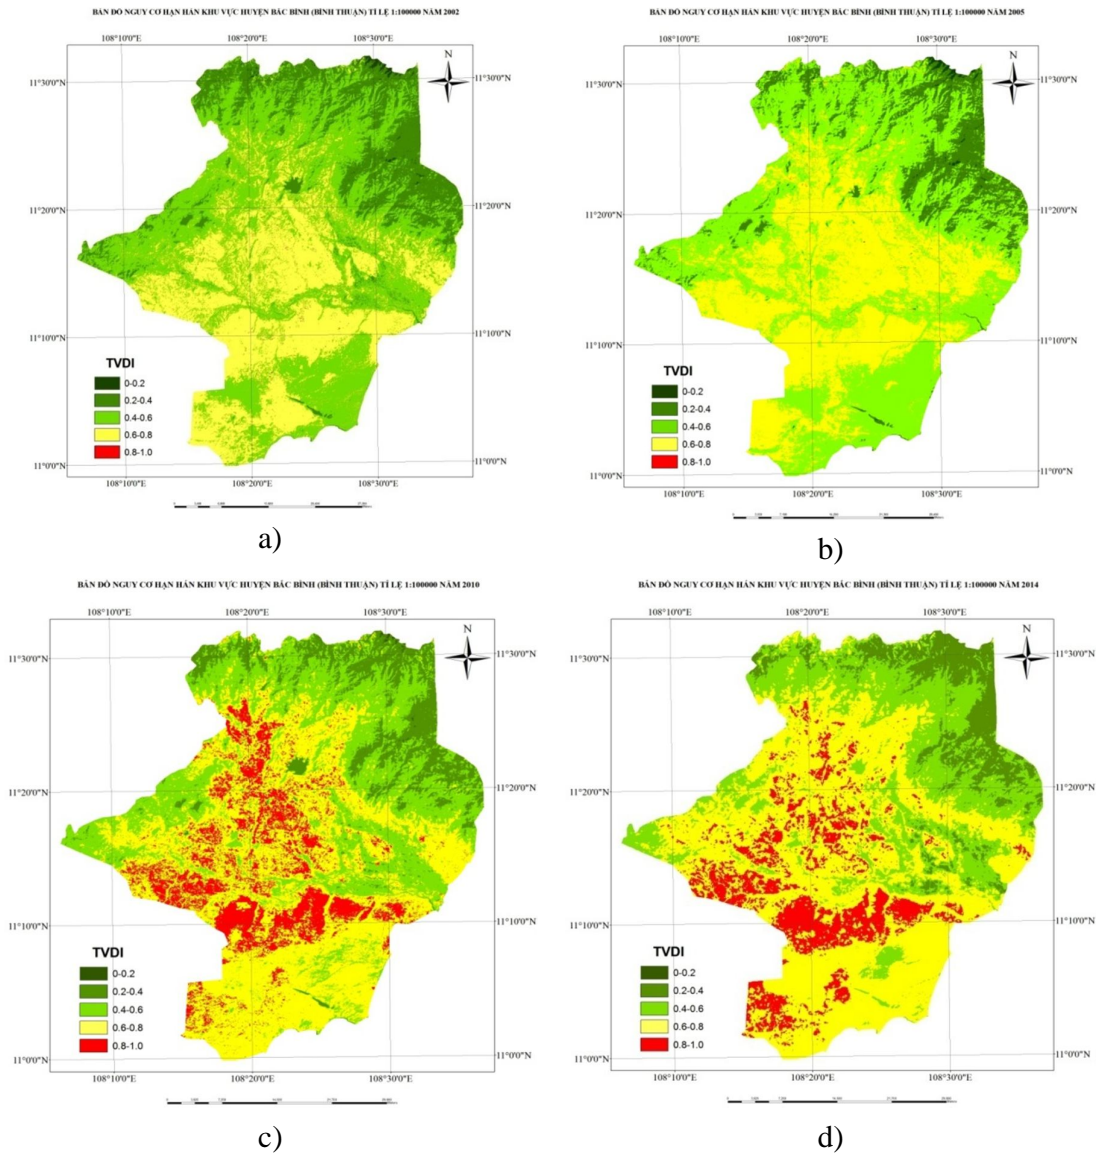 BẢN ĐỒ NGUY CƠ HẠN HÁN KHU VỰC HUYỆN BẮC BÌNH (BÌNH THUẬN) TỈ LỆ 1:100000 NĂM 2002
108°10'0"E 108°20'0"E 108°30'0"E
N
11°30'0"N 11°30'0"N
11°20'0"N 11°20'0"N
11°10'0"N 11°10'0"N
TVDI
0-0.2
0.2-0.4
0.4-0.6
0.6-0.8
0.8-1.0
11°0'0"N 11°0'0"N
108°10'0"E 108°20'0"E 108°30'0"E
a)
BẢN ĐỒ NGUY CƠ HẠN HÁN KHU VỰC HUYỆN BẮC BÌNH (BÌNH THUẬN) TỈ LỆ 1:100000 NĂM 2005
108°10'0"E 108°20'0"E 108°30'0"E
N
11°30'0"N 11°30'0"N
11°20'0"N 11°20'0"N
11°10'0"N 11°10'0"N
TVDI
0-0.2
0.2-0.4
0.4-0.6
0.6-0.8
0.8-1.0
11°0'0"N 11°0'0"N
108°10'0"E 108°20'0"E 108°30'0"E
b)
BẢN ĐỒ NGUY CƠ HẠN HÁN KHU VỰC HUYỆN BẮC BÌNH (BÌNH THUẬN) TỈ LỆ 1:100000 NĂM 2010
108°10'0"E 108°20'0"E 108°30'0"E
N
11°30'0"N 11°30'0"N
11°20'0"N 11°20'0"N
11°10'0"N 11°10'0"N
TVDI
0-0.2
0.2-0.4
0.4-0.6
0.6-0.8
0.8-1.0
11°0'0"N 11°0'0"N
108°10'0"E 108°20'0"E 108°30'0"E
c)
BẢN ĐỒ NGUY CƠ HẠN HÁN KHU VỰC HUYỆN BẮC BÌNH (BÌNH THUẬN) TỈ LỆ 1:100000 NĂM 2014
108°10'0"E 108°20'0"E 108°30'0"E
N
11°30'0"N 11°30'0"N
11°20'0"N 11°20'0"N
11°10'0"N 11°10'0"N
TVDI
0-0.2
0.2-0.4
0.4-0.6
0.6-0.8
0.8-1.0
11°0'0"N 11°0'0"N
108°10'0"E 108°20'0"E 108°30'0"E
d)